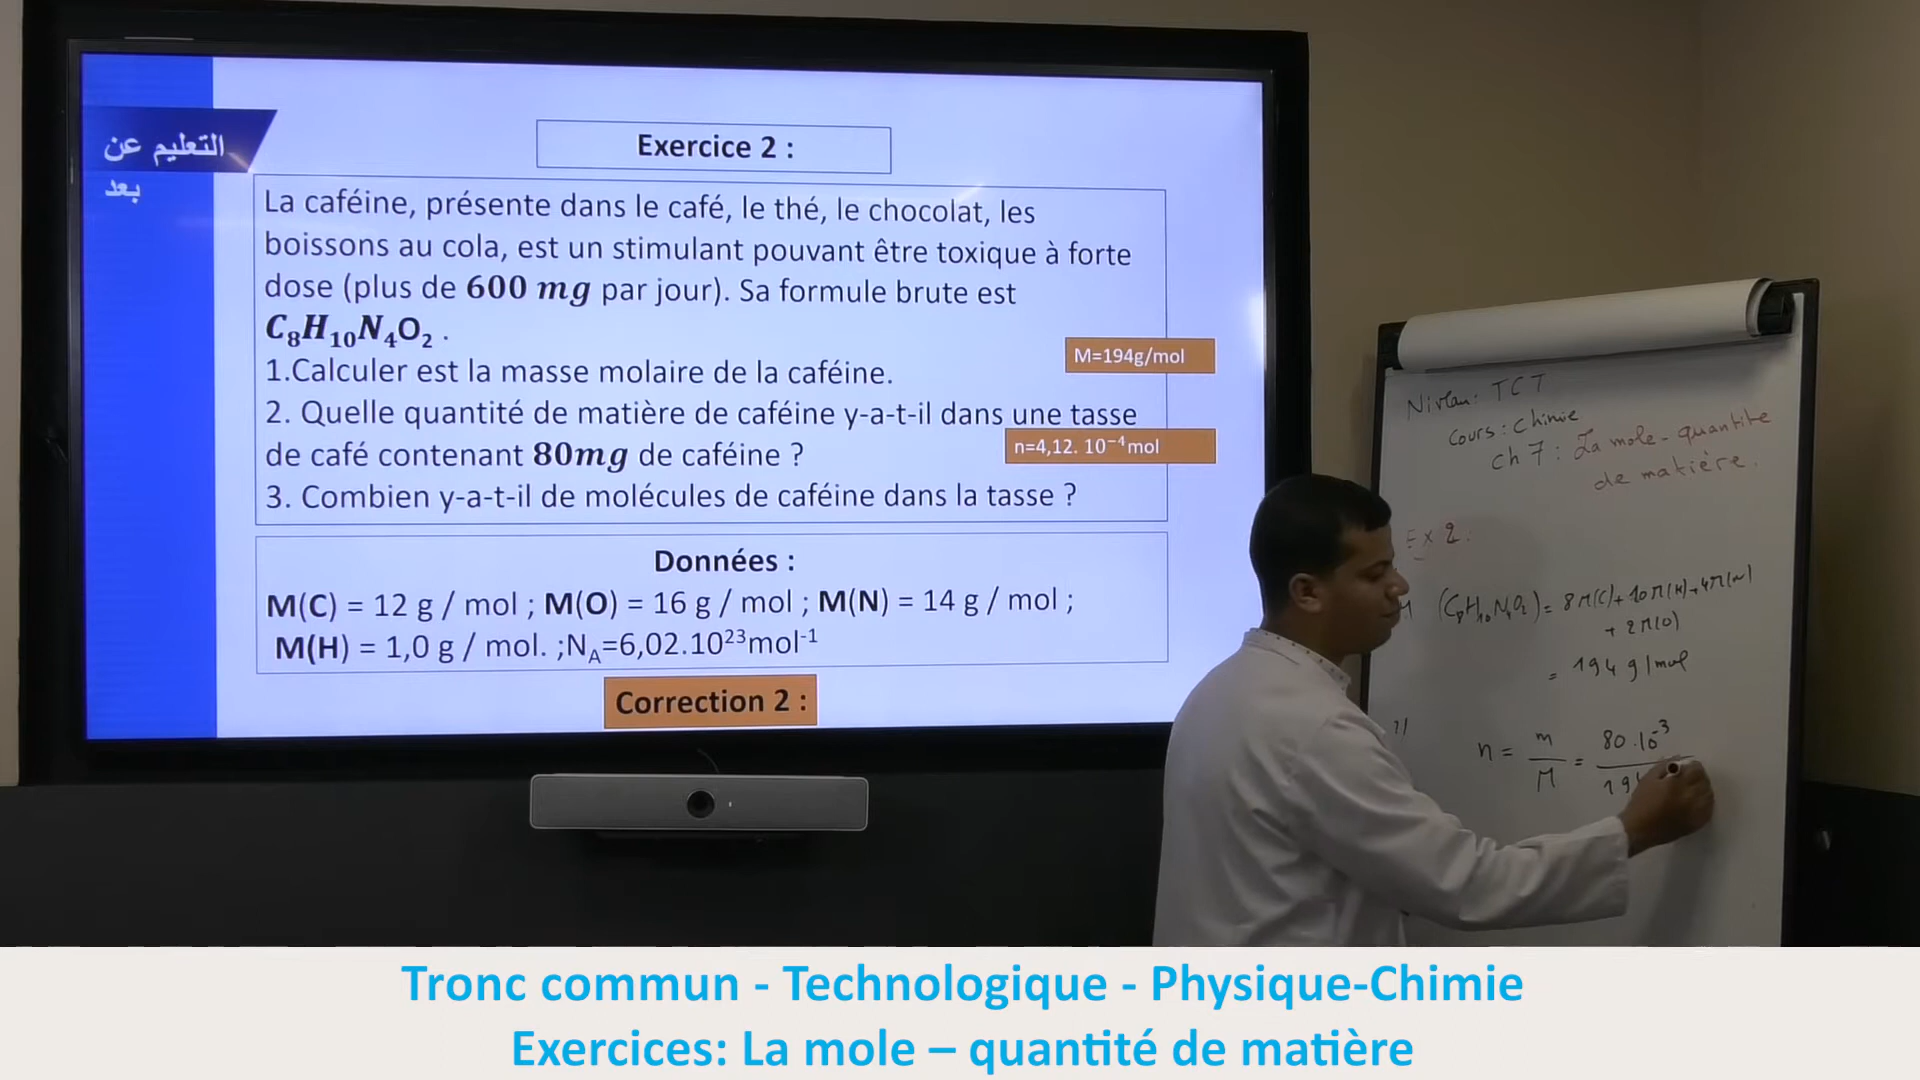 التعليم عن
بعد
Exercice 2 :
La caféine, présente dans le café, le thé, le chocolat, les
boissons au cola, est un stimulant pouvant être toxique à forte
dose (plus de 600 mg par jour). Sa formule brute est
C₈H₁₀N₄O₂ .
M=194g/mol
1.Calculer est la masse molaire de la caféine.
2. Quelle quantité de matière de caféine y-a-t-il dans une tasse
de café contenant 80mg de caféine ?
n=4,12. 10⁻⁴mol
3. Combien y-a-t-il de molécules de caféine dans la tasse ?
Données :
M(C) = 12 g / mol ; M(O) = 16 g / mol ; M(N) = 14 g / mol ;
M(H) = 1,0 g / mol. ;N_A=6,02.10²³mol⁻¹
Correction 2 :
Niveau: TCT
Cours: Chimie
Ch 7 : La mole - quantité
de matière.
Ex 2:
M (C₈H₁₀N₄O₂) = 8M(C) + 10M(H) + 4M(N)
+ 2M(O)
= 194 g/mol
2/
n = m/M = 80.10⁻³/194
Tronc commun - Technologique - Physique-Chimie
Exercices: La mole – quantité de matière